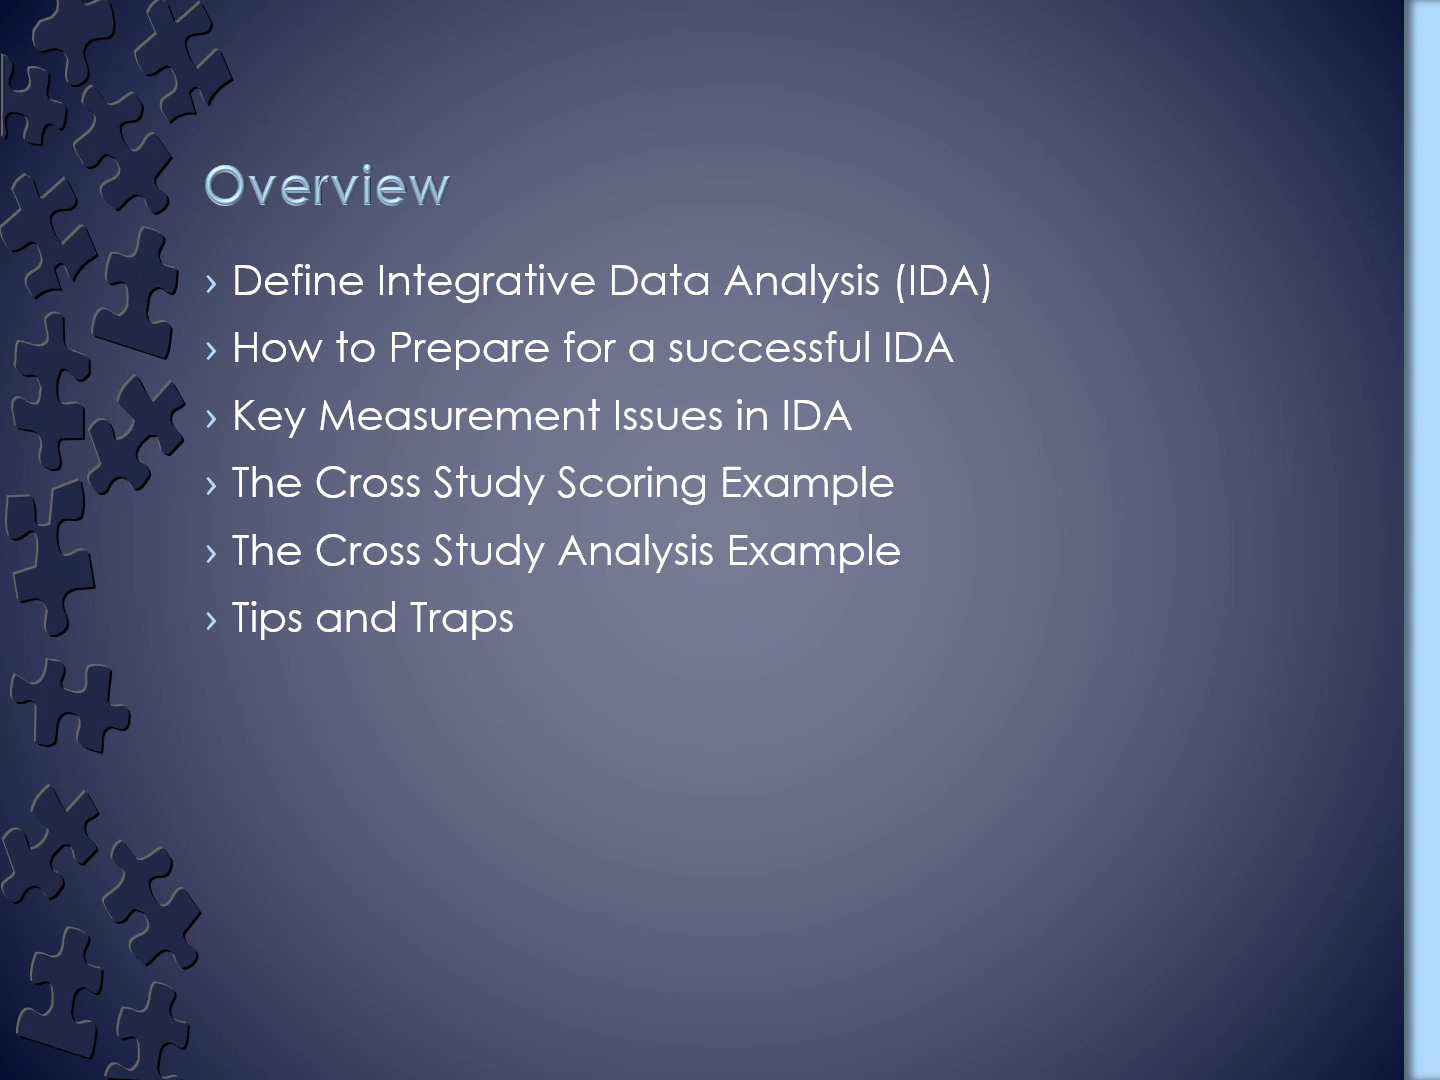 Overview
› Define Integrative Data Analysis (IDA)
› How to Prepare for a successful IDA
› Key Measurement Issues in IDA
› The Cross Study Scoring Example
› The Cross Study Analysis Example
› Tips and Traps